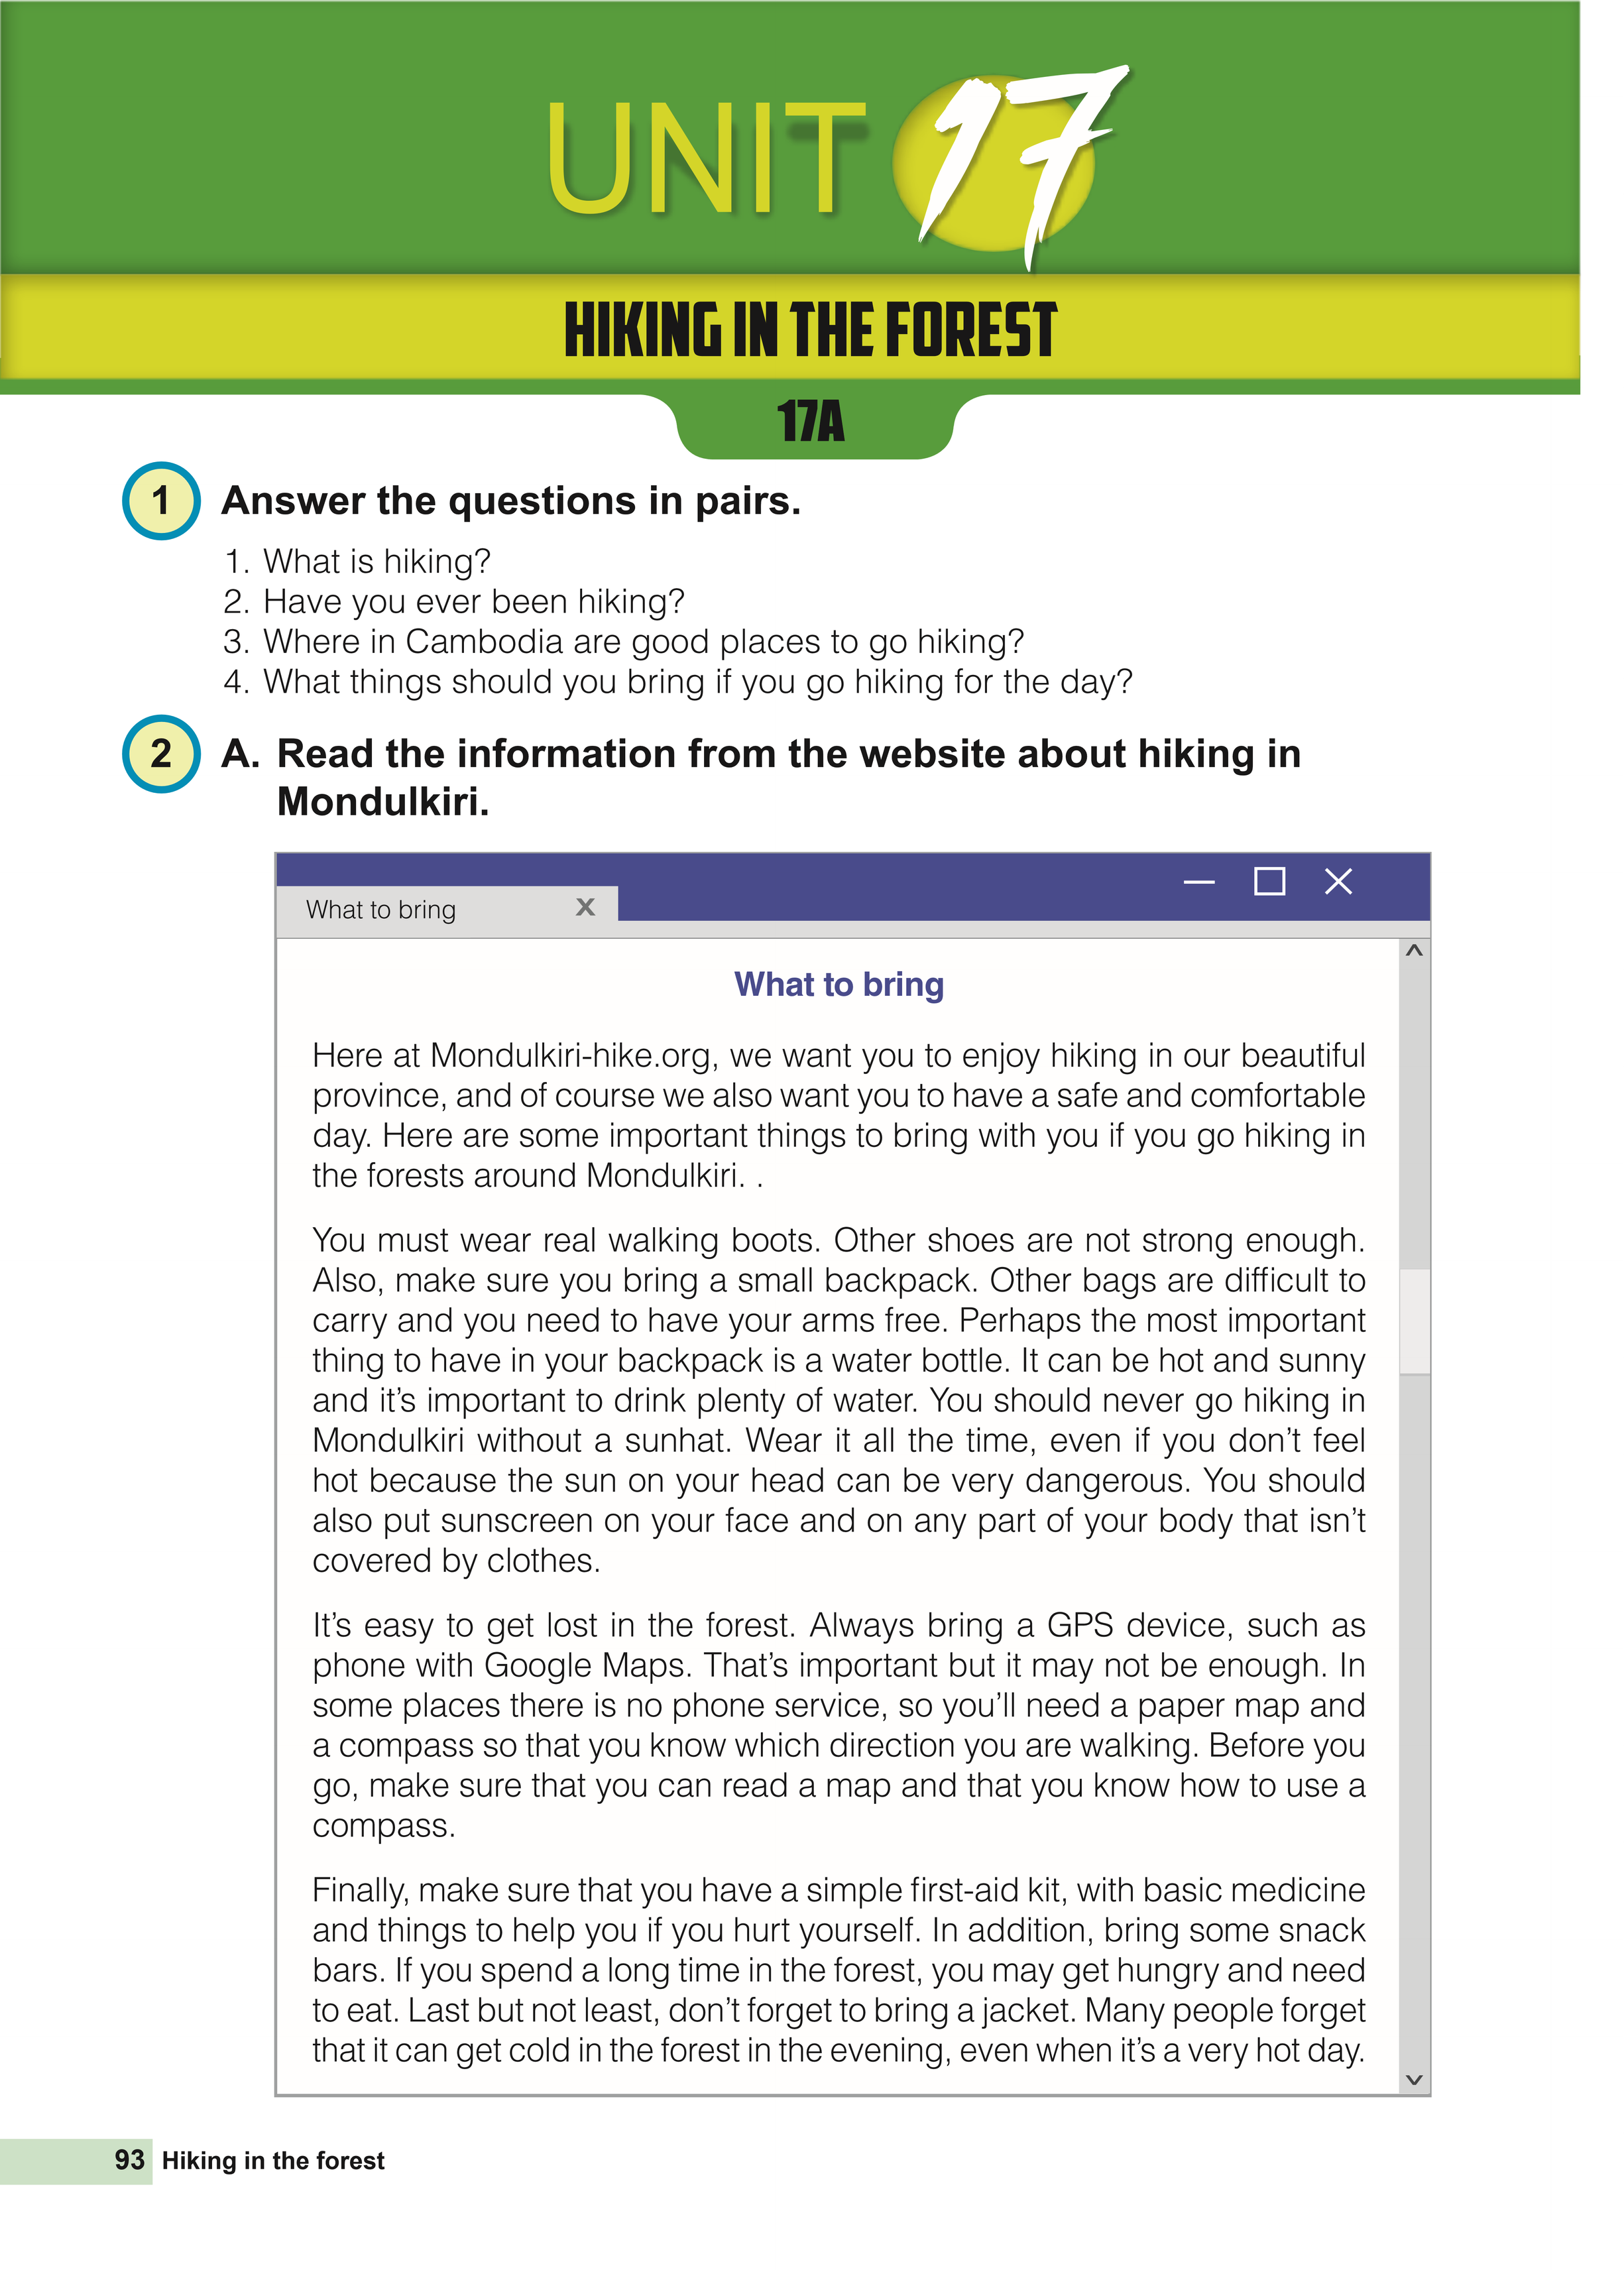 UNIT 17
HIKING IN THE FOREST
17A
1 Answer the questions in pairs.
1. What is hiking?
2. Have you ever been hiking?
3. Where in Cambodia are good places to go hiking?
4. What things should you bring if you go hiking for the day?
2 A. Read the information from the website about hiking in
Mondulkiri.
What to bring x
What to bring
Here at Mondulkiri-hike.org, we want you to enjoy hiking in our beautiful
province, and of course we also want you to have a safe and comfortable
day. Here are some important things to bring with you if you go hiking in
the forests around Mondulkiri. .
You must wear real walking boots. Other shoes are not strong enough.
Also, make sure you bring a small backpack. Other bags are difficult to
carry and you need to have your arms free. Perhaps the most important
thing to have in your backpack is a water bottle. It can be hot and sunny
and it's important to drink plenty of water. You should never go hiking in
Mondulkiri without a sunhat. Wear it all the time, even if you don't feel
hot because the sun on your head can be very dangerous. You should
also put sunscreen on your face and on any part of your body that isn't
covered by clothes.
It's easy to get lost in the forest. Always bring a GPS device, such as
phone with Google Maps. That's important but it may not be enough. In
some places there is no phone service, so you'll need a paper map and
a compass so that you know which direction you are walking. Before you
go, make sure that you can read a map and that you know how to use a
compass.
Finally, make sure that you have a simple first-aid kit, with basic medicine
and things to help you if you hurt yourself. In addition, bring some snack
bars. If you spend a long time in the forest, you may get hungry and need
to eat. Last but not least, don't forget to bring a jacket. Many people forget
that it can get cold in the forest in the evening, even when it's a very hot day.
93 Hiking in the forest